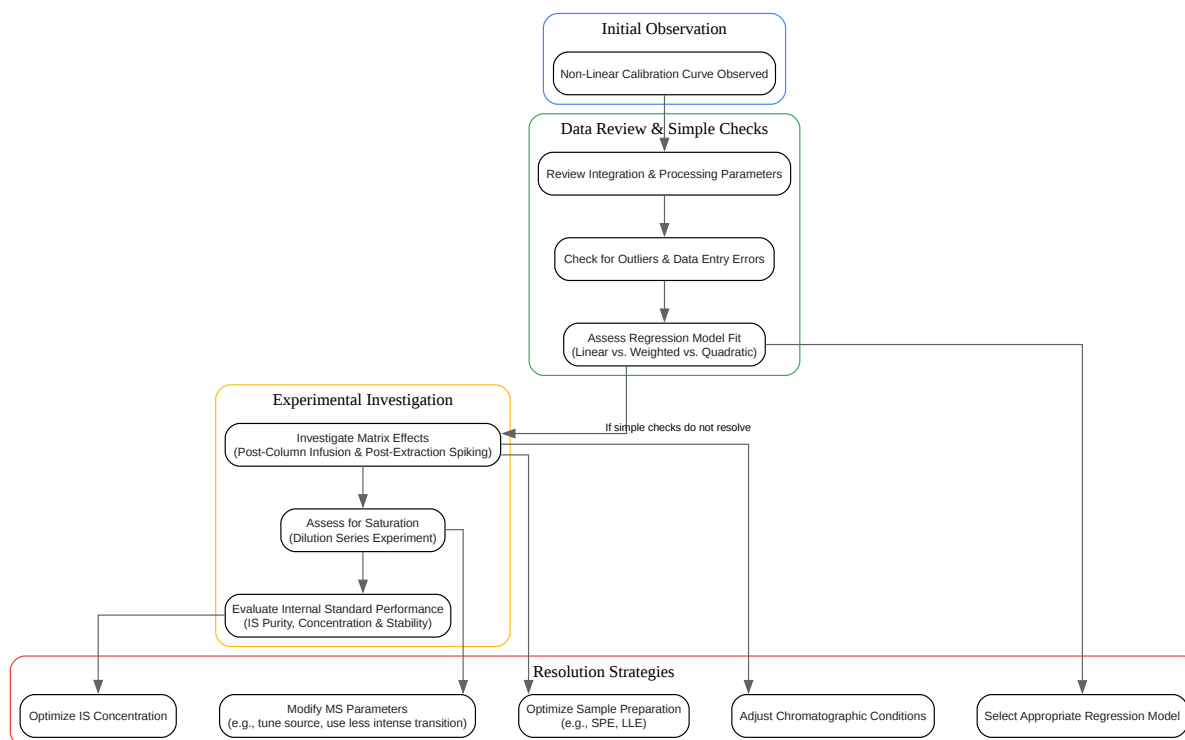 Initial Observation
Non-Linear Calibration Curve Observed
Data Review & Simple Checks
Review Integration & Processing Parameters
Check for Outliers & Data Entry Errors
Assess Regression Model Fit
(Linear vs. Weighted vs. Quadratic)
If simple checks do not resolve
Experimental Investigation
Investigate Matrix Effects
(Post-Column Infusion & Post-Extraction Spiking)
Assess for Saturation
(Dilution Series Experiment)
Evaluate Internal Standard Performance
(IS Purity, Concentration & Stability)
Resolution Strategies
Optimize IS Concentration
Modify MS Parameters
(e.g., tune source, use less intense transition)
Optimize Sample Preparation
(e.g., SPE, LLE)
Adjust Chromatographic Conditions
Select Appropriate Regression Model